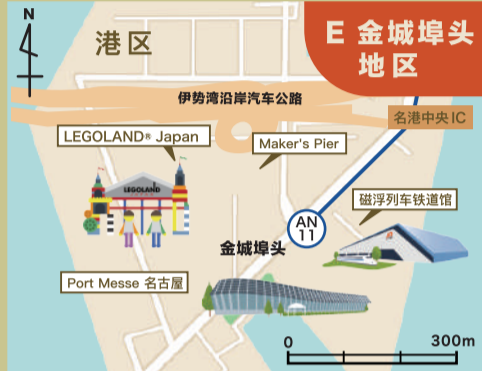 N
港区
E 金城埠头
地区
伊势湾沿岸汽车公路
名港中央IC
LEGOLAND® Japan
Maker's Pier
LEGOLAND
磁浮列车铁道馆
AN
11
金城埠头
Port Messe 名古屋
0
300m